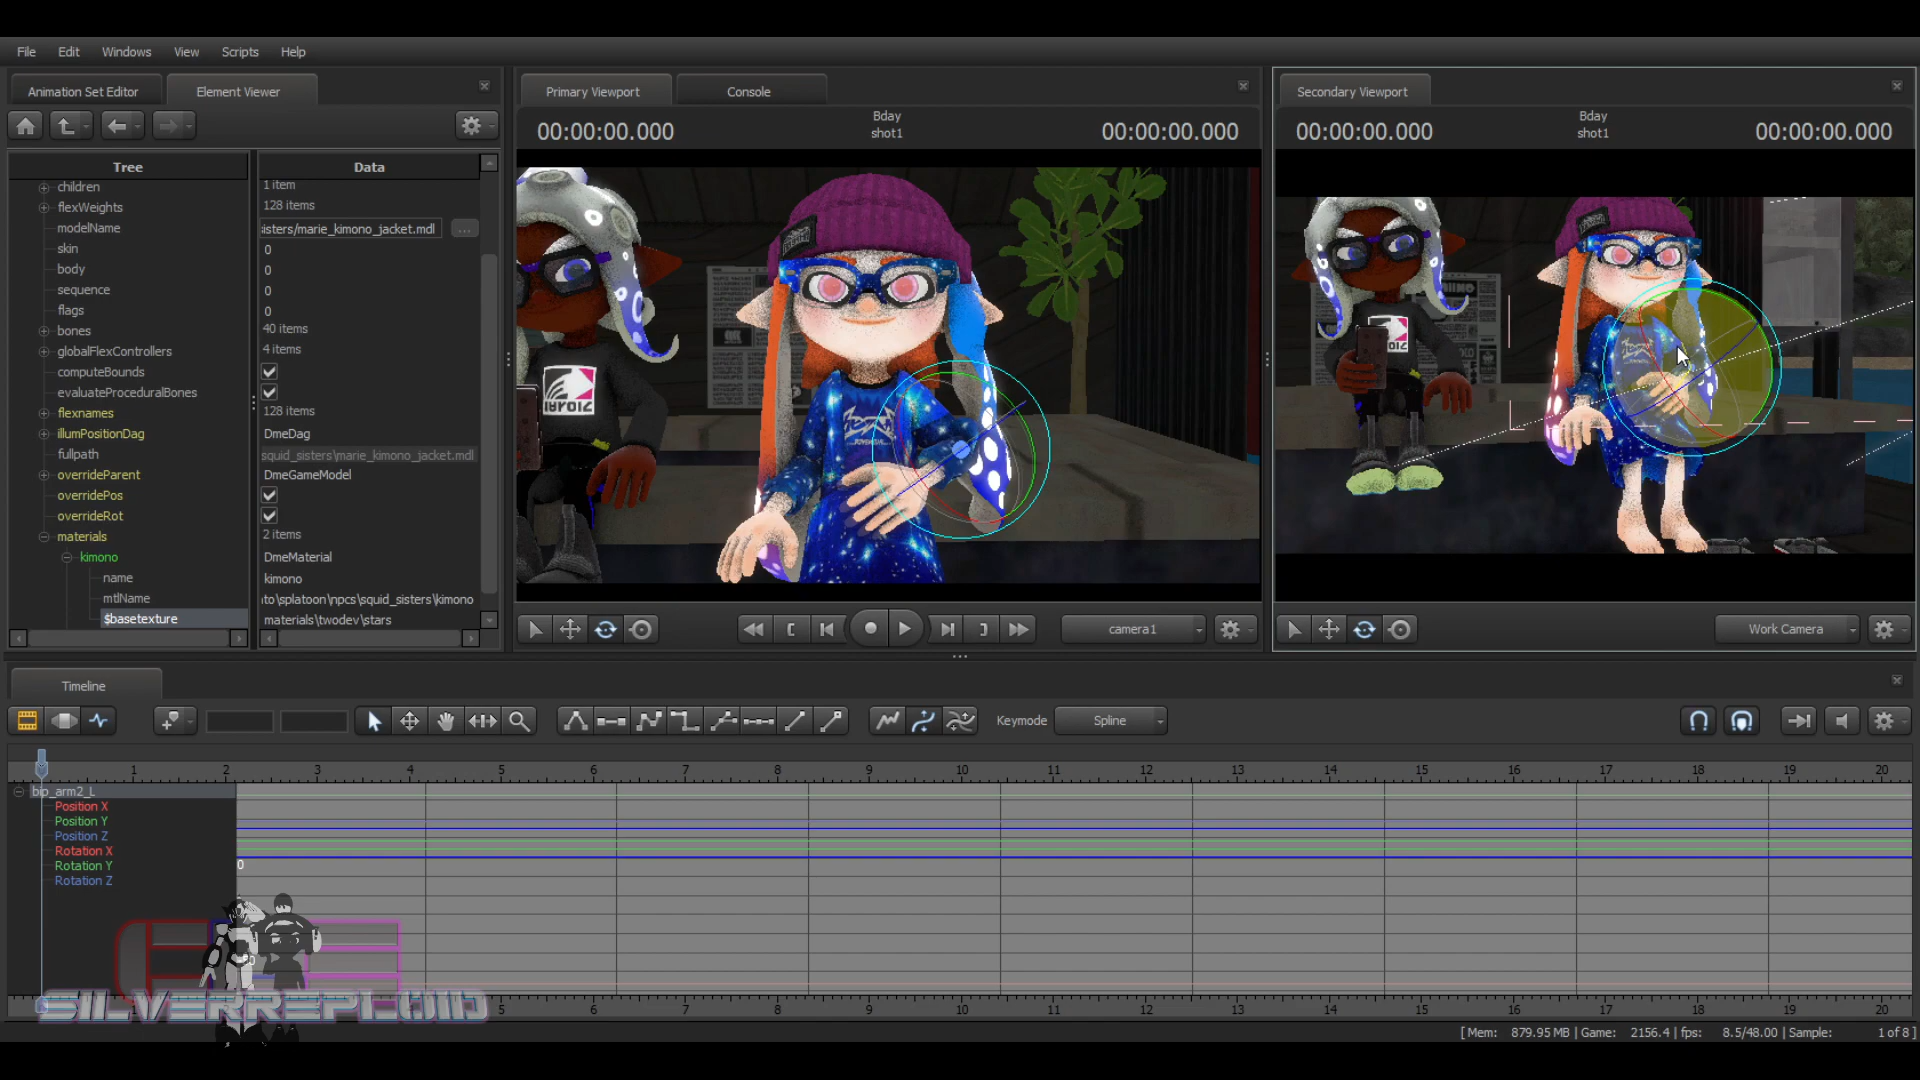 File Edit Windows View Scripts Help
Animation Set Editor Element Viewer
Primary Viewport Console
Secondary Viewport
00:00:00.000 Bday 00:00:00.000
shot1
00:00:00.000 Bday 00:00:00.000
shot1
Tree Data
children 1 item
flexWeights 128 items
modelName isters/marie_kimono_jacket.mdl ...
skin 0
body 0
sequence 0
flags 0
bones 40 items
globalFlexControllers 4 items
computeBounds
evaluateProceduralBones
flexnames 128 items
illumPositionDag DmeDag
fullpath squid_sisters/marie_kimono_jacket.mdl
overrideParent DmeGameModel
overridePos
overrideRot
materials 2 items
kimono DmeMaterial
name kimono
mtlName ito\splatoon\npcs\squid_sisters\kimono
$basetexture materials\twodev\stars
camera1
Work Camera
Timeline
Keymode Spline
1 2 3 4 5 6 7 8 9 10 11 12 13 14 15 16 17 18 19 20
bip_arm2_L
Position X
Position Y
Position Z
Rotation X
Rotation Y
Rotation Z
0
SILVERREPLOID
1 5 6 7 8 9 10 11 12 13 14 15 16 17 18 19 20
[ Mem: 879.95 MB | Game: 2156.4 | fps: 8.5/48.00 | Sample: 1 of 8 ]